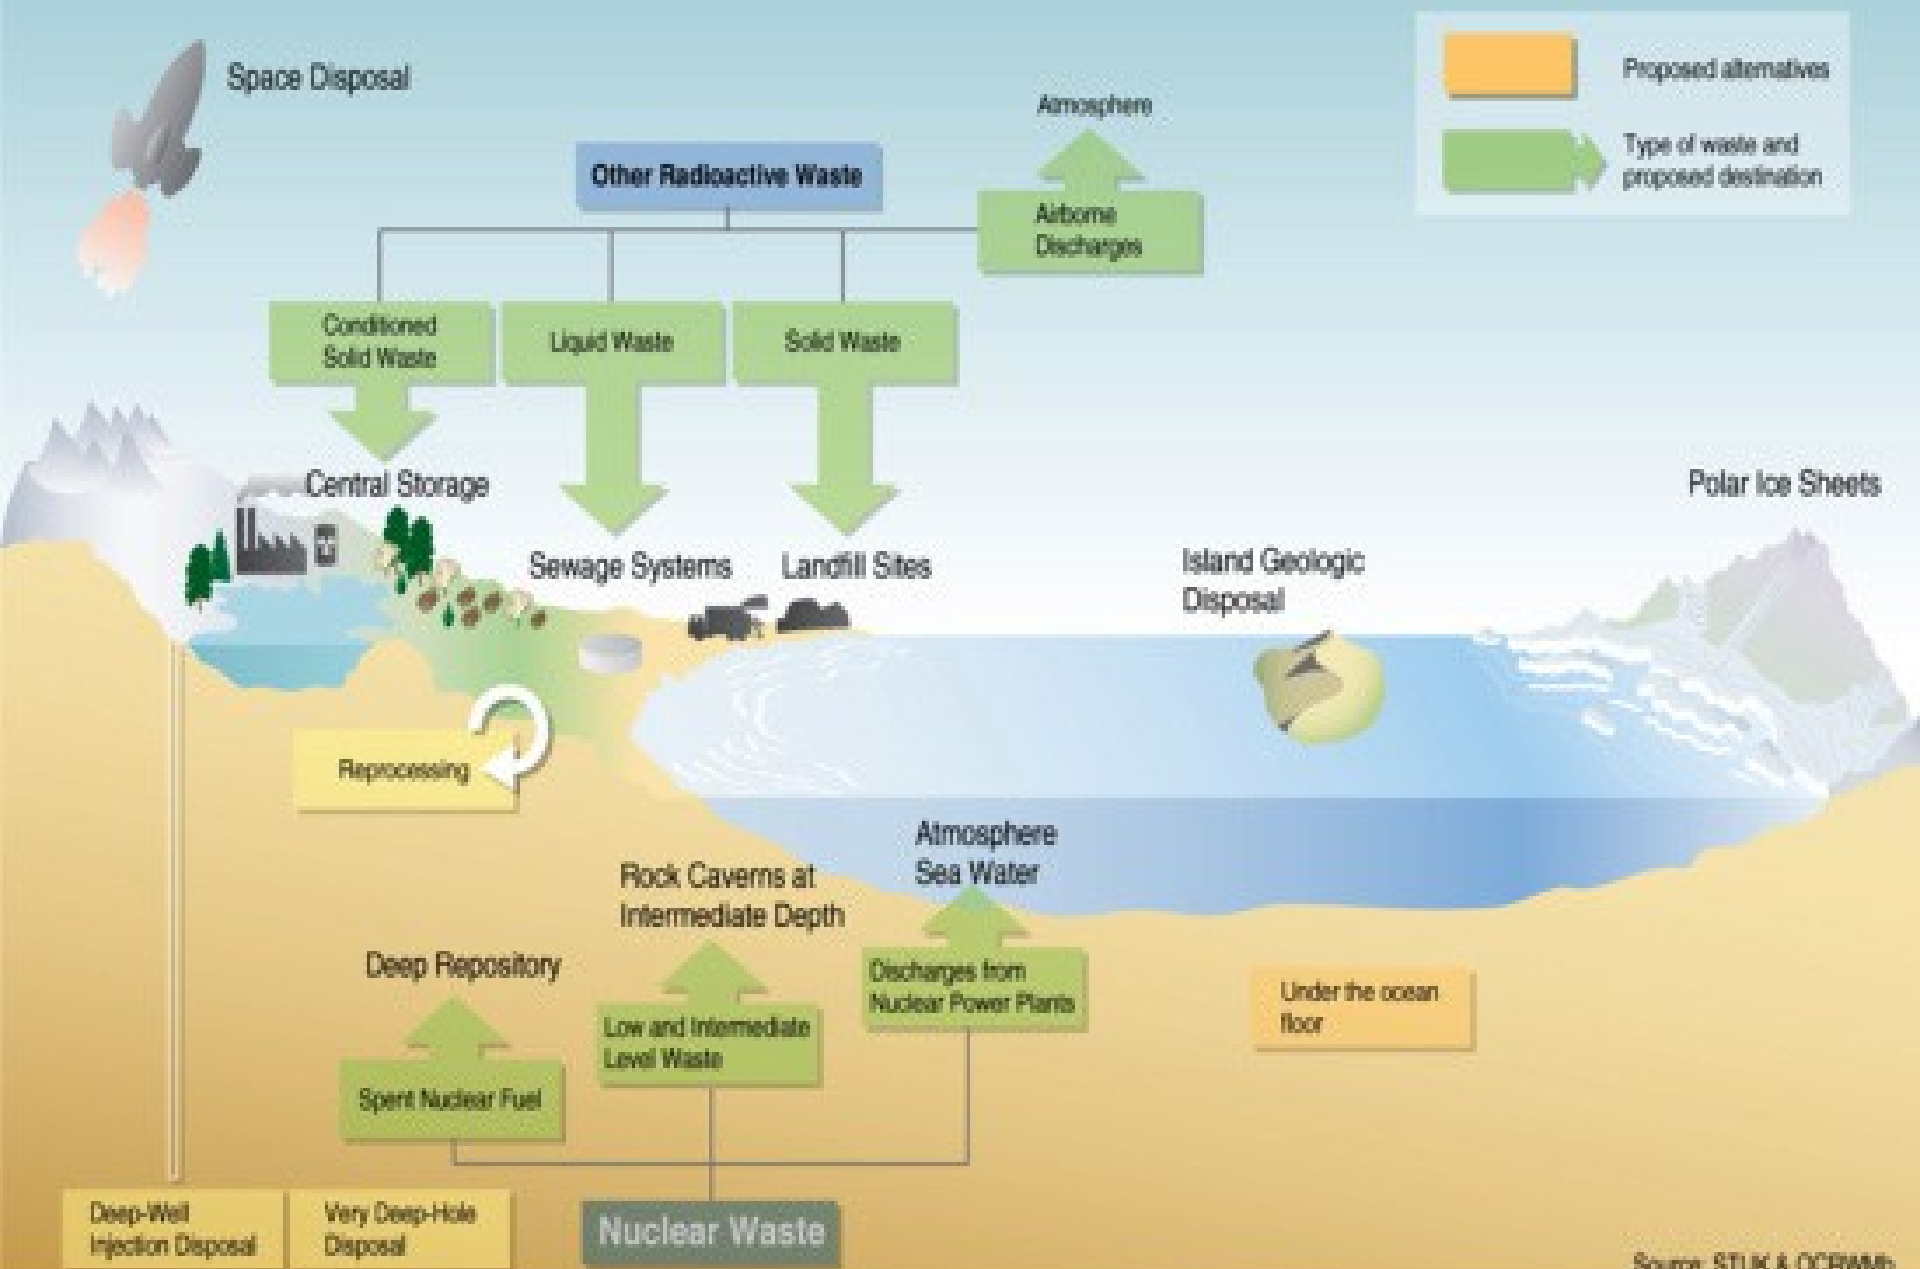 Space Disposal
Proposed alternatives
Type of waste and
proposed destination
Atmosphere
Other Radioactive Waste
Airborne
Discharges
Conditioned
Solid Waste
Liquid Waste
Solid Waste
Central Storage
Sewage Systems
Landfill Sites
Island Geologic
Disposal
Polar Ice Sheets
Reprocessing
Atmosphere
Sea Water
Rock Caverns at
Intermediate Depth
Deep Repository
Discharges from
Nuclear Power Plants
Low and Intermediate
Level Waste
Spent Nuclear Fuel
Under the ocean
floor
Deep-Well
Injection Disposal
Very Deep-Hole
Disposal
Nuclear Waste
Source: STUK &